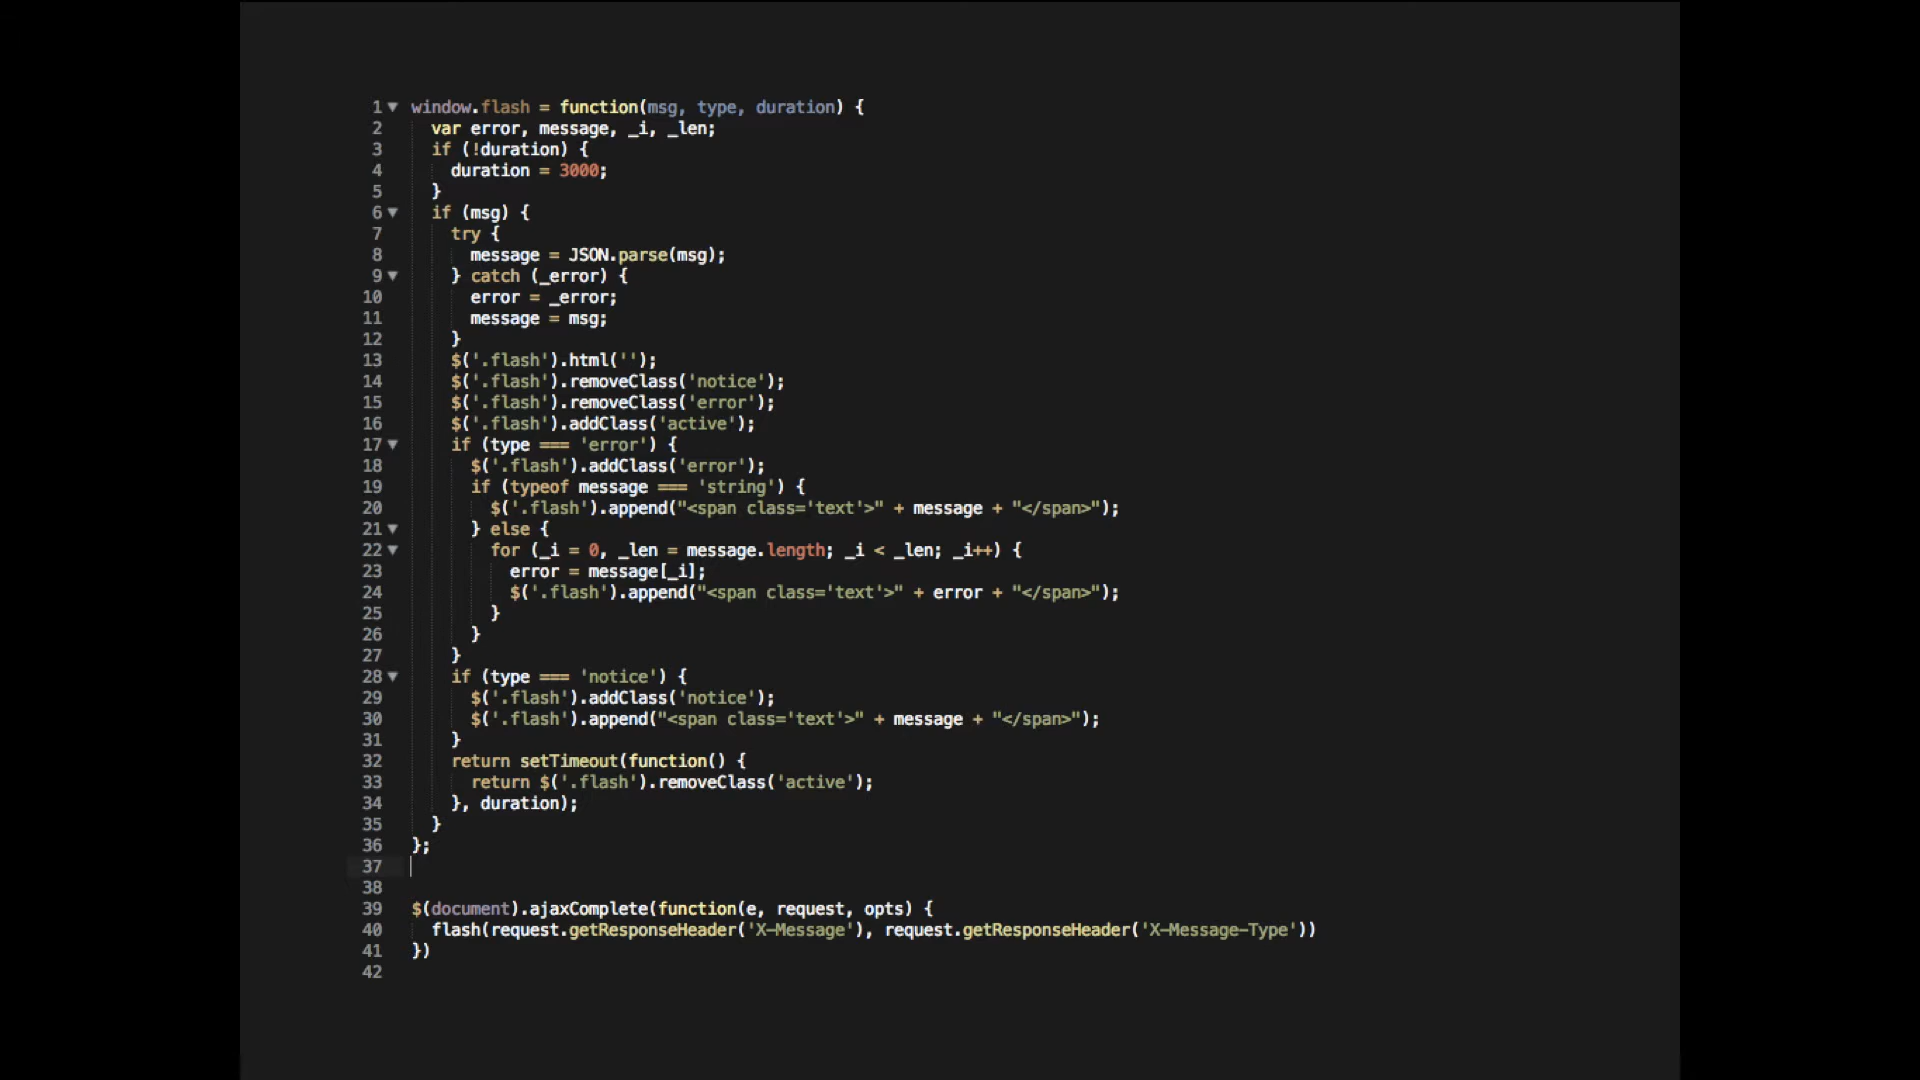 1 window.flash = function(msg, type, duration) {
2 var error, message, _i, _len;
3 if (!duration) {
4 duration = 3000;
5 }
6 if (msg) {
7 try {
8 message = JSON.parse(msg);
9 } catch (_error) {
10 error = _error;
11 message = msg;
12 }
13 $('.flash').html('');
14 $('.flash').removeClass('notice');
15 $('.flash').removeClass('error');
16 $('.flash').addClass('active');
17 if (type === 'error') {
18 $('.flash').addClass('error');
19 if (typeof message === 'string') {
20 $('.flash').append("<span class='text'>" + message + "</span>");
21 } else {
22 for (_i = 0, _len = message.length; _i < _len; _i++) {
23 error = message[_i];
24 $('.flash').append("<span class='text'>" + error + "</span>");
25 }
26 }
27 }
28 if (type === 'notice') {
29 $('.flash').addClass('notice');
30 $('.flash').append("<span class='text'>" + message + "</span>");
31 }
32 return setTimeout(function() {
33 return $('.flash').removeClass('active');
34 }, duration);
35 }
36 };
37
38
39 $(document).ajaxComplete(function(e, request, opts) {
40 flash(request.getResponseHeader('X-Message'), request.getResponseHeader('X-Message-Type'))
41 })
42